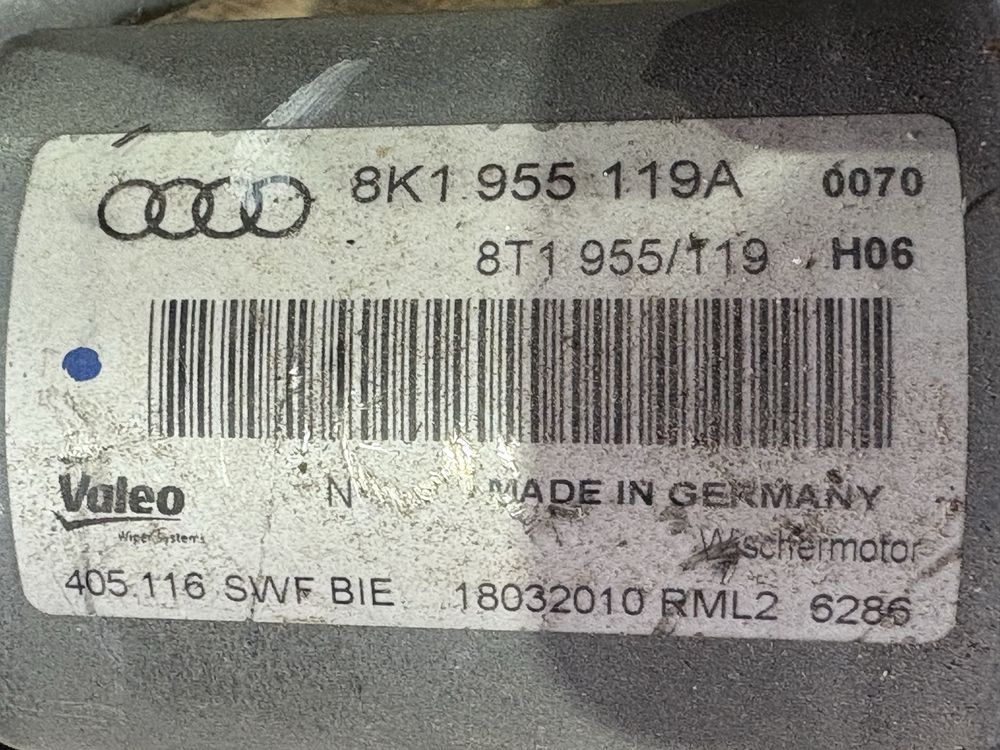 8K1 955 119A 0070
8T1 955/119 H06
Valeo N MADE IN GERMANY
Wiper Systems Wischermotor
405.116 SWF BIE 18032010 RML2 6286